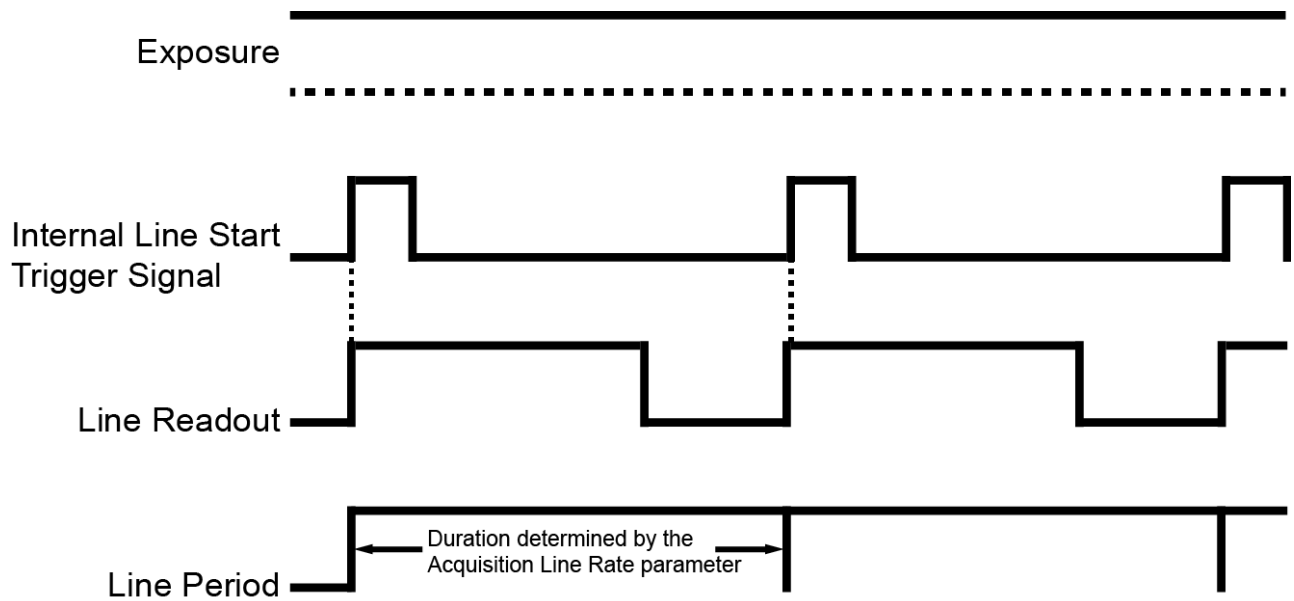 Exposure
Internal Line Start
Trigger Signal
Line Readout
Duration determined by the
Acquisition Line Rate parameter
Line Period